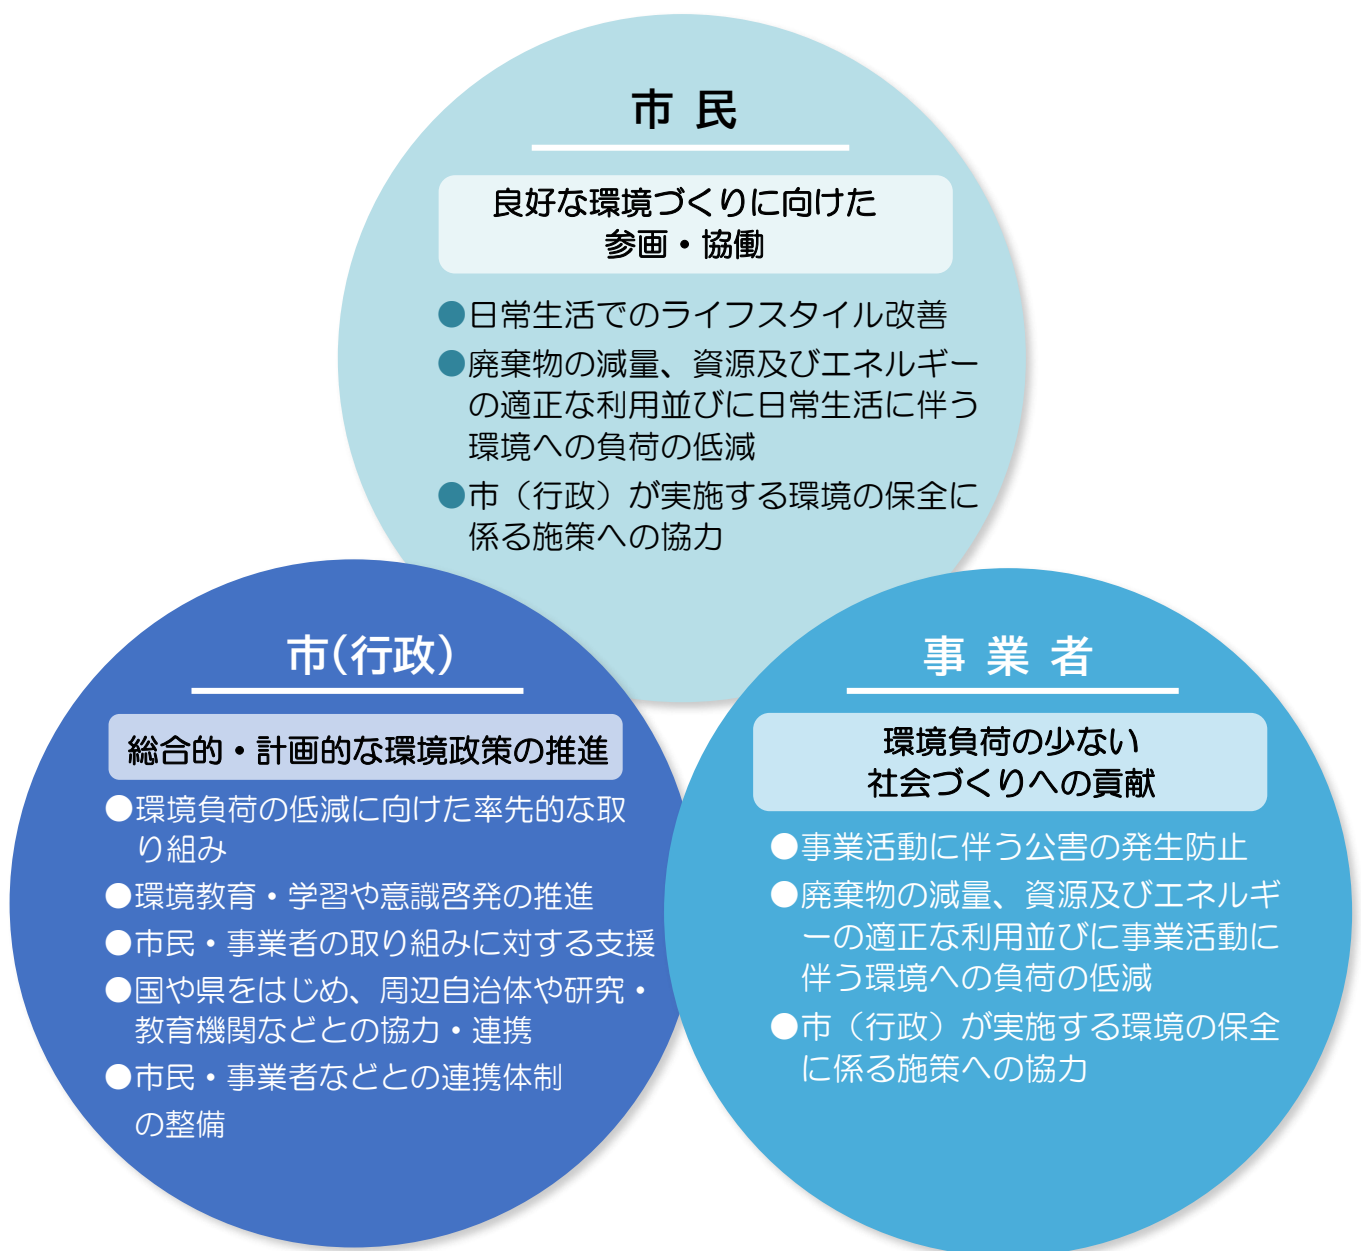 市 民
良好な環境づくりに向けた
参画・協働
●日常生活でのライフスタイル改善
●廃棄物の減量、資源及びエネルギー
の適正な利用並びに日常生活に伴う
環境への負荷の低減
●市（行政）が実施する環境の保全に
係る施策への協力
市(行政)
総合的・計画的な環境政策の推進
●環境負荷の低減に向けた率先的な取
り組み
●環境教育・学習や意識啓発の推進
●市民・事業者の取り組みに対する支援
●国や県をはじめ、周辺自治体や研究・
教育機関などとの協力・連携
●市民・事業者などとの連携体制
の整備
事 業 者
環境負荷の少ない
社会づくりへの貢献
●事業活動に伴う公害の発生防止
●廃棄物の減量、資源及びエネルギ
ーの適正な利用並びに事業活動に
伴う環境への負荷の低減
●市（行政）が実施する環境の保全
に係る施策への協力